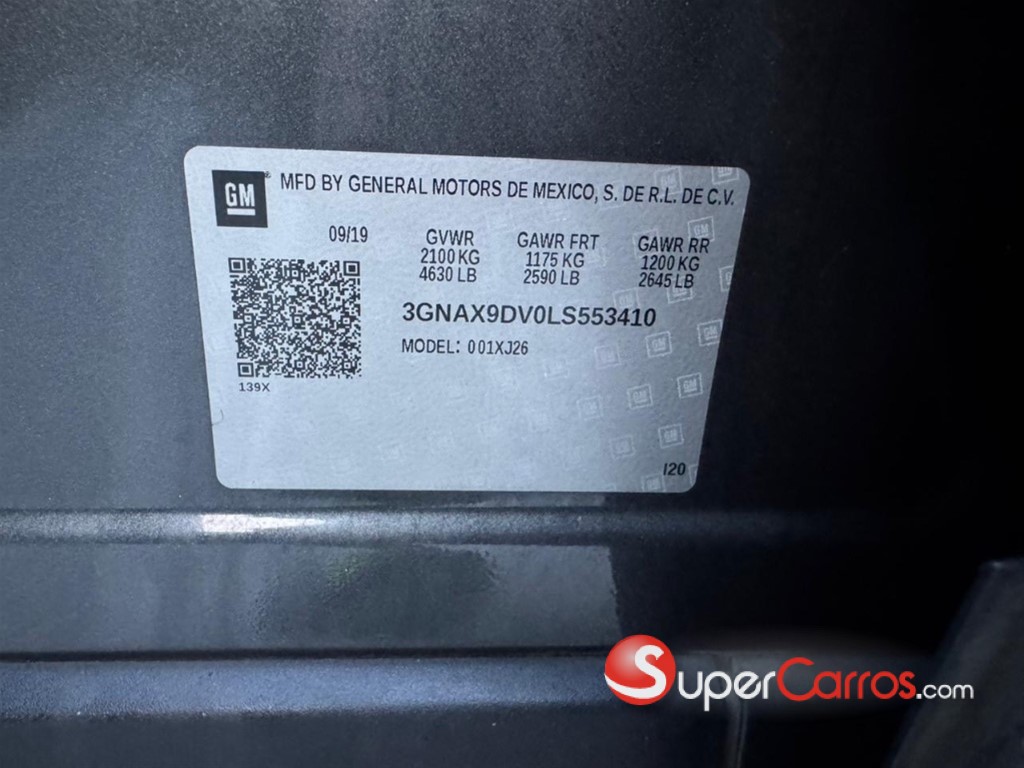 GM
MFD BY GENERAL MOTORS DE MEXICO, S. DE R.L. DE C.V.
09/19 GVWR GAWR FRT GAWR RR
2100 KG 1175 KG 1200 KG
4630 LB 2590 LB 2645 LB
3GNAX9DV0LS553410
MODEL: 001XJ26
139X
I20
SuperCarros.com